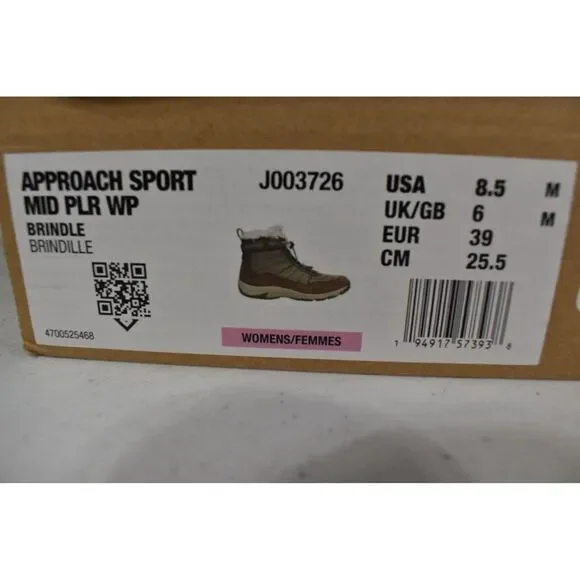 APPROACH SPORT
MID PLR WP
BRINDLE
BRINDILLE
4700525468
J003726
WOMENS/FEMMES
USA 8.5 M
UK/GB 6 M
EUR 39
CM 25.5
1 94917 57393 6